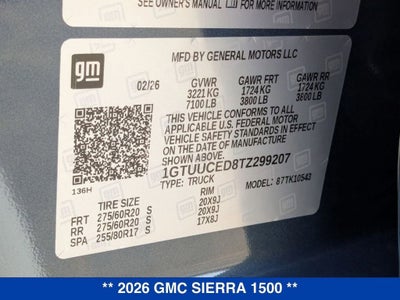 SEE OWNER'S MANUAL FOR MORE INFORMATION
gm
MFD BY GENERAL MOTORS LLC
02/26 GVWR GAWR FRT GAWR RR
3221 KG 1724 KG 1724 KG
7100 LB 3800 LB 3800 LB
THIS VEHICLE CONFORMS TO ALL
APPLICABLE U.S. FEDERAL MOTOR
VEHICLE SAFETY STANDARDS IN
EFFECT ON THE DATE OF
MANUFACTURE SHOWN ABOVE.
1GTUUCED8TZ299207
TYPE: TRUCK
87TK10543
136H
TIRE SIZE RIM
FRT 275/60R20 S 20X9J
RR 275/60R20 S 20X9J
SPA 255/80R17 S 17X8J
** 2026 GMC SIERRA 1500 **